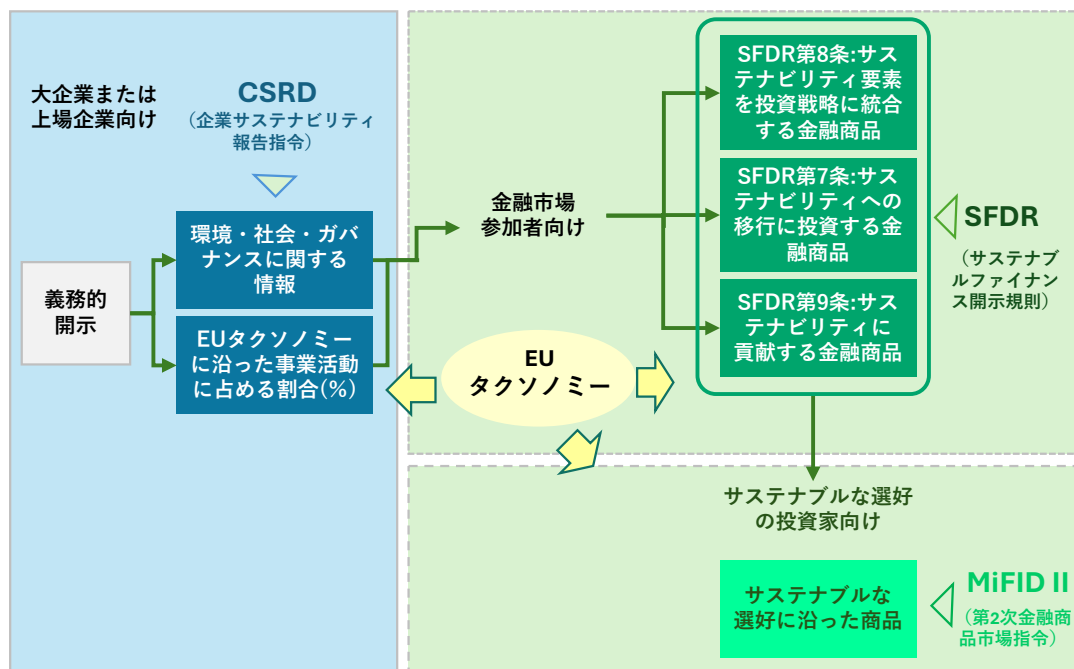 大企業または
上場企業向け
CSRD
（企業サステナビリティ
報告指令）
義務的
開示
環境・社会・ガバ
ナンスに関する
情報
EUタクソノミー
に沿った事業活動
に占める割合(%)
金融市場
参加者向け
EU
タクソノミー
SFDR第8条:サス
テナビリティ要素
を投資戦略に統合
する金融商品
SFDR第7条:サス
テナビリティへの
移行に投資する金
融商品
SFDR第9条:サス
テナビリティに
貢献する金融商品
SFDR
（サステナブ
ルファイナン
ス開示規則）
サステナブルな選好
の投資家向け
サステナブルな
選好に沿った商品
MiFID II
（第2次金融商
品市場指令）